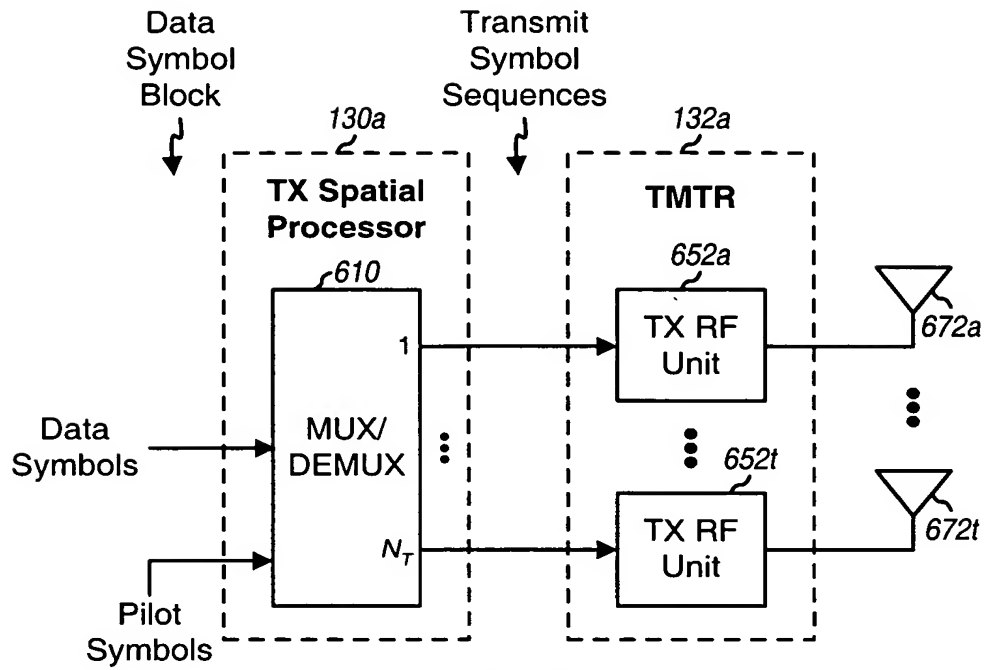 Data
Symbol
Block
Transmit
Symbol
Sequences
130a
132a
TX Spatial
Processor
TMTR
610
652a
1
TX RF
Unit
672a
Data
Symbols
MUX/
DEMUX
652t
N_T
TX RF
Unit
672t
Pilot
Symbols